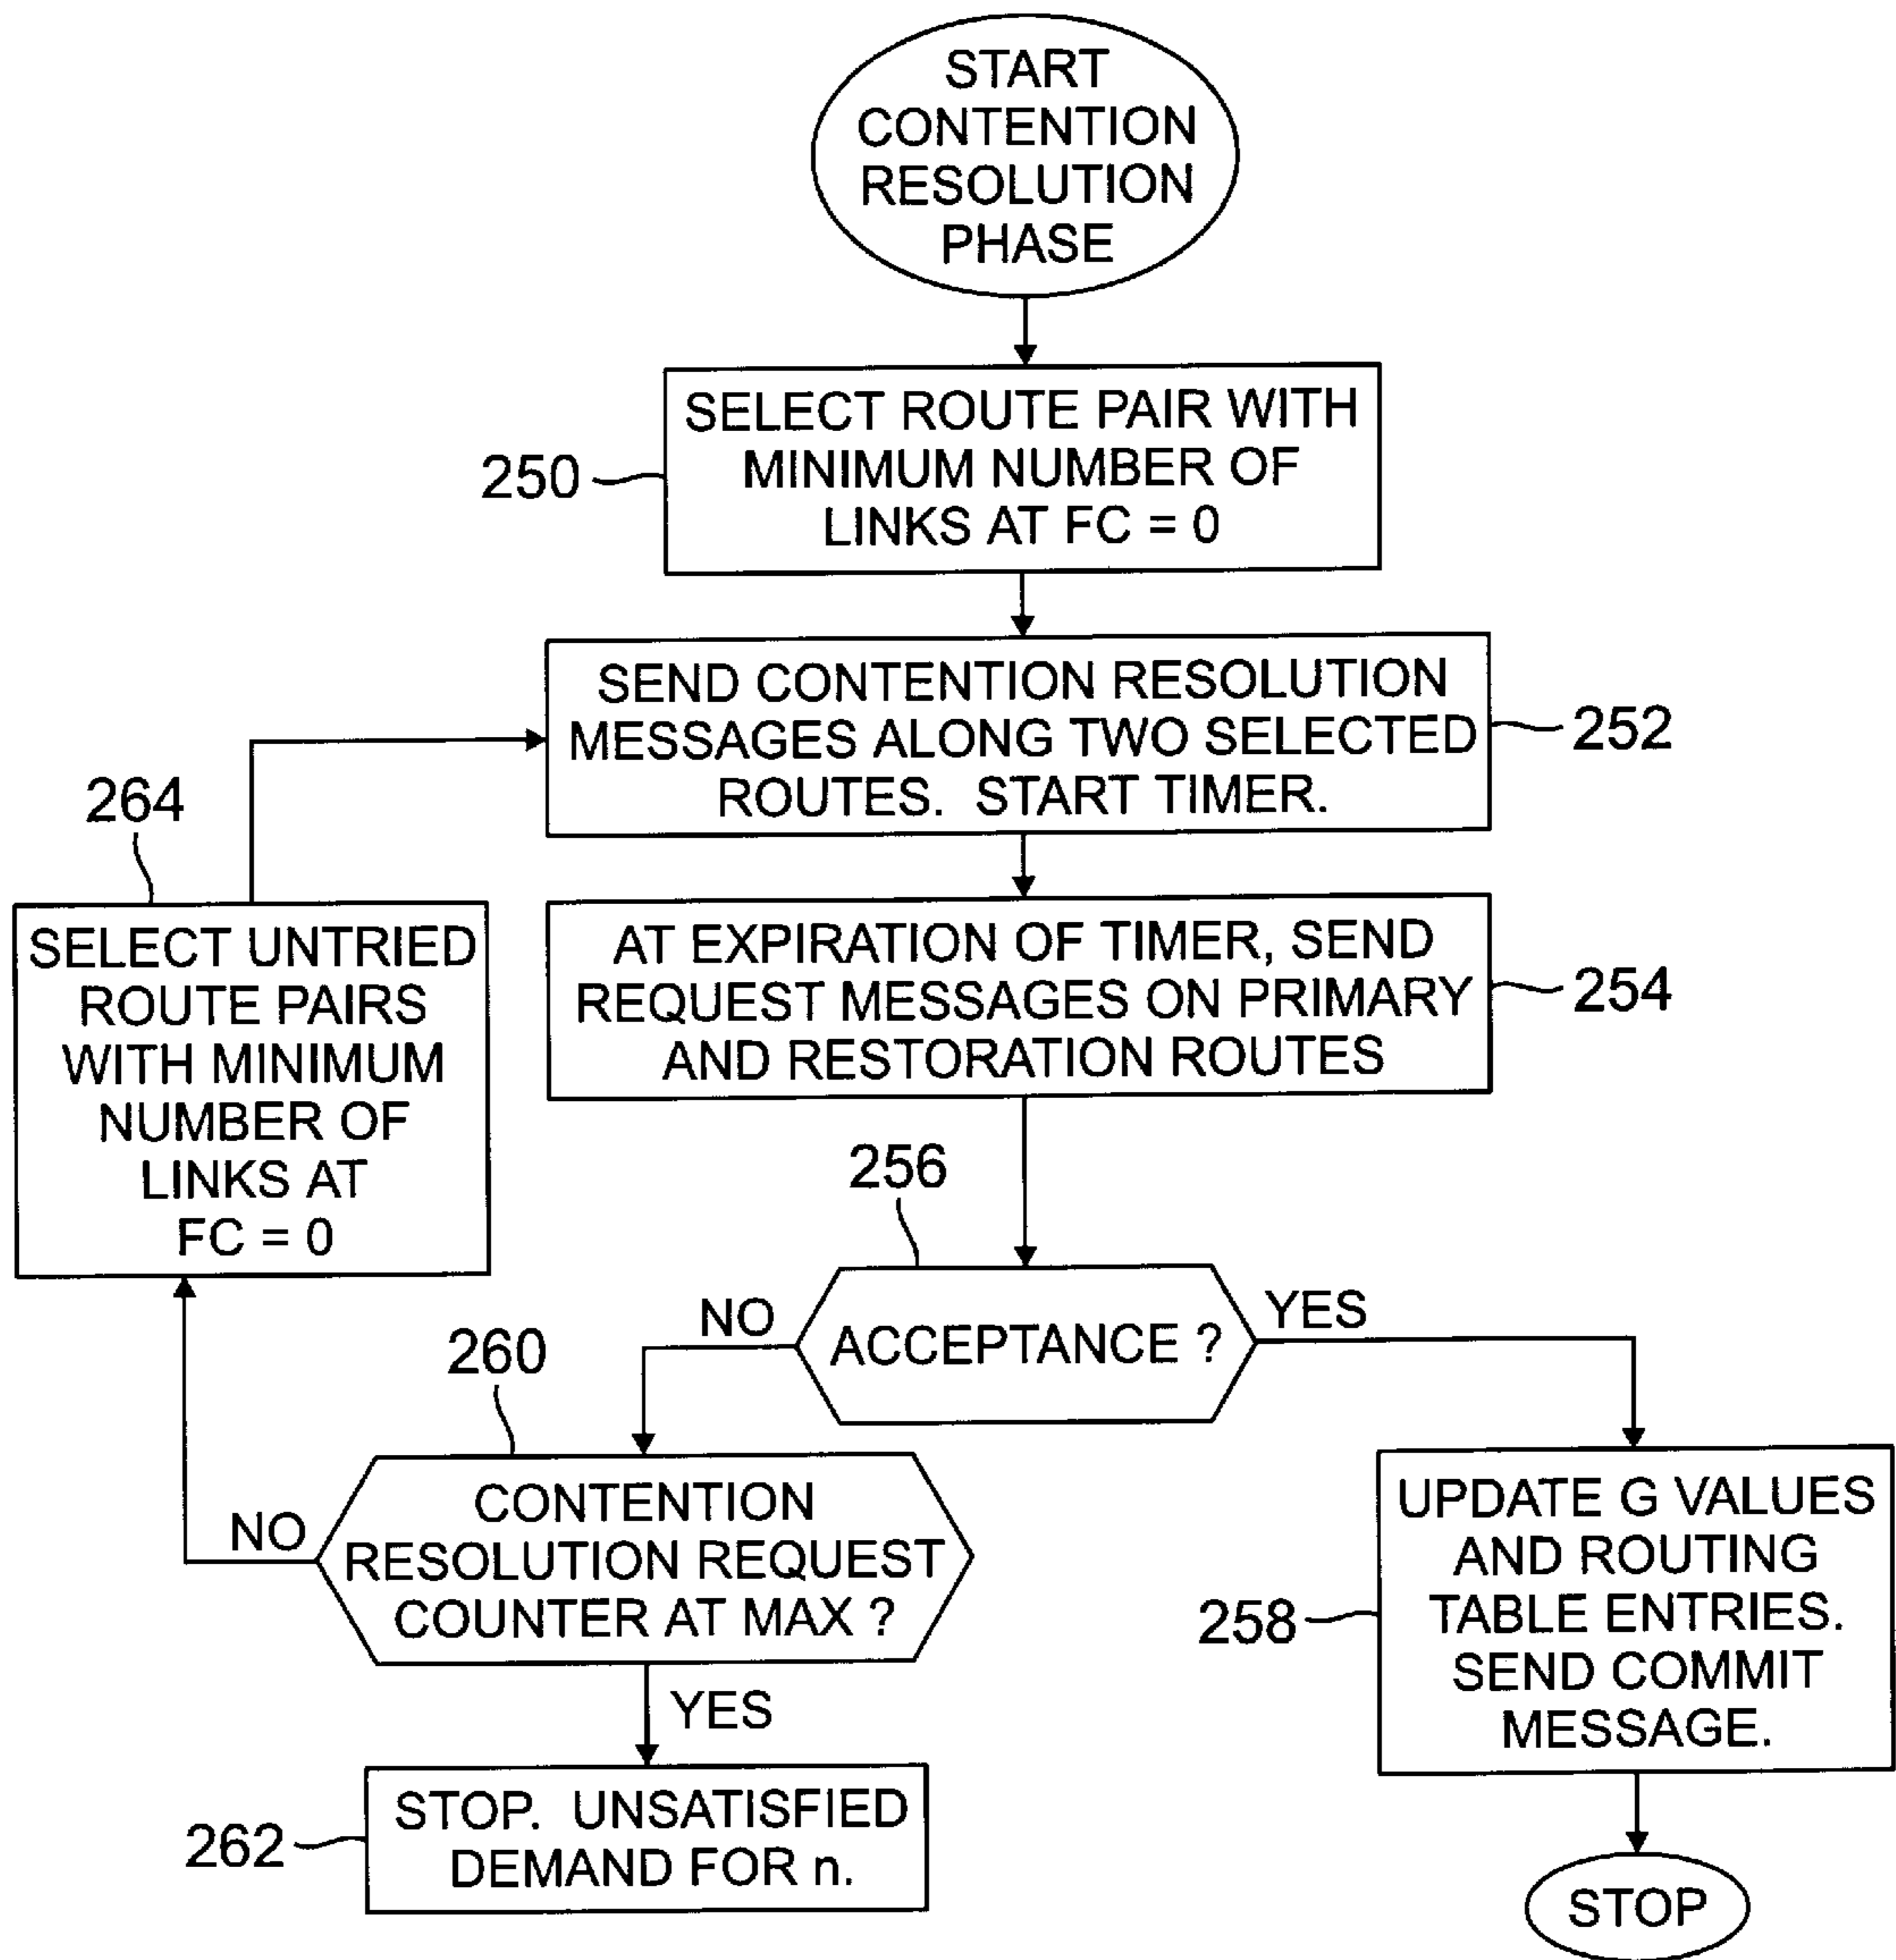 START
CONTENTION
RESOLUTION
PHASE
250
SELECT ROUTE PAIR WITH
MINIMUM NUMBER OF
LINKS AT FC = 0
SEND CONTENTION RESOLUTION
MESSAGES ALONG TWO SELECTED
ROUTES. START TIMER.
252
264
SELECT UNTRIED
ROUTE PAIRS
WITH MINIMUM
NUMBER OF
LINKS AT
FC = 0
AT EXPIRATION OF TIMER, SEND
REQUEST MESSAGES ON PRIMARY
AND RESTORATION ROUTES
254
256
NO
ACCEPTANCE ?
YES
260
NO
CONTENTION
RESOLUTION REQUEST
COUNTER AT MAX ?
YES
258
UPDATE G VALUES
AND ROUTING
TABLE ENTRIES.
SEND COMMIT
MESSAGE.
262
STOP. UNSATISFIED
DEMAND FOR n.
STOP